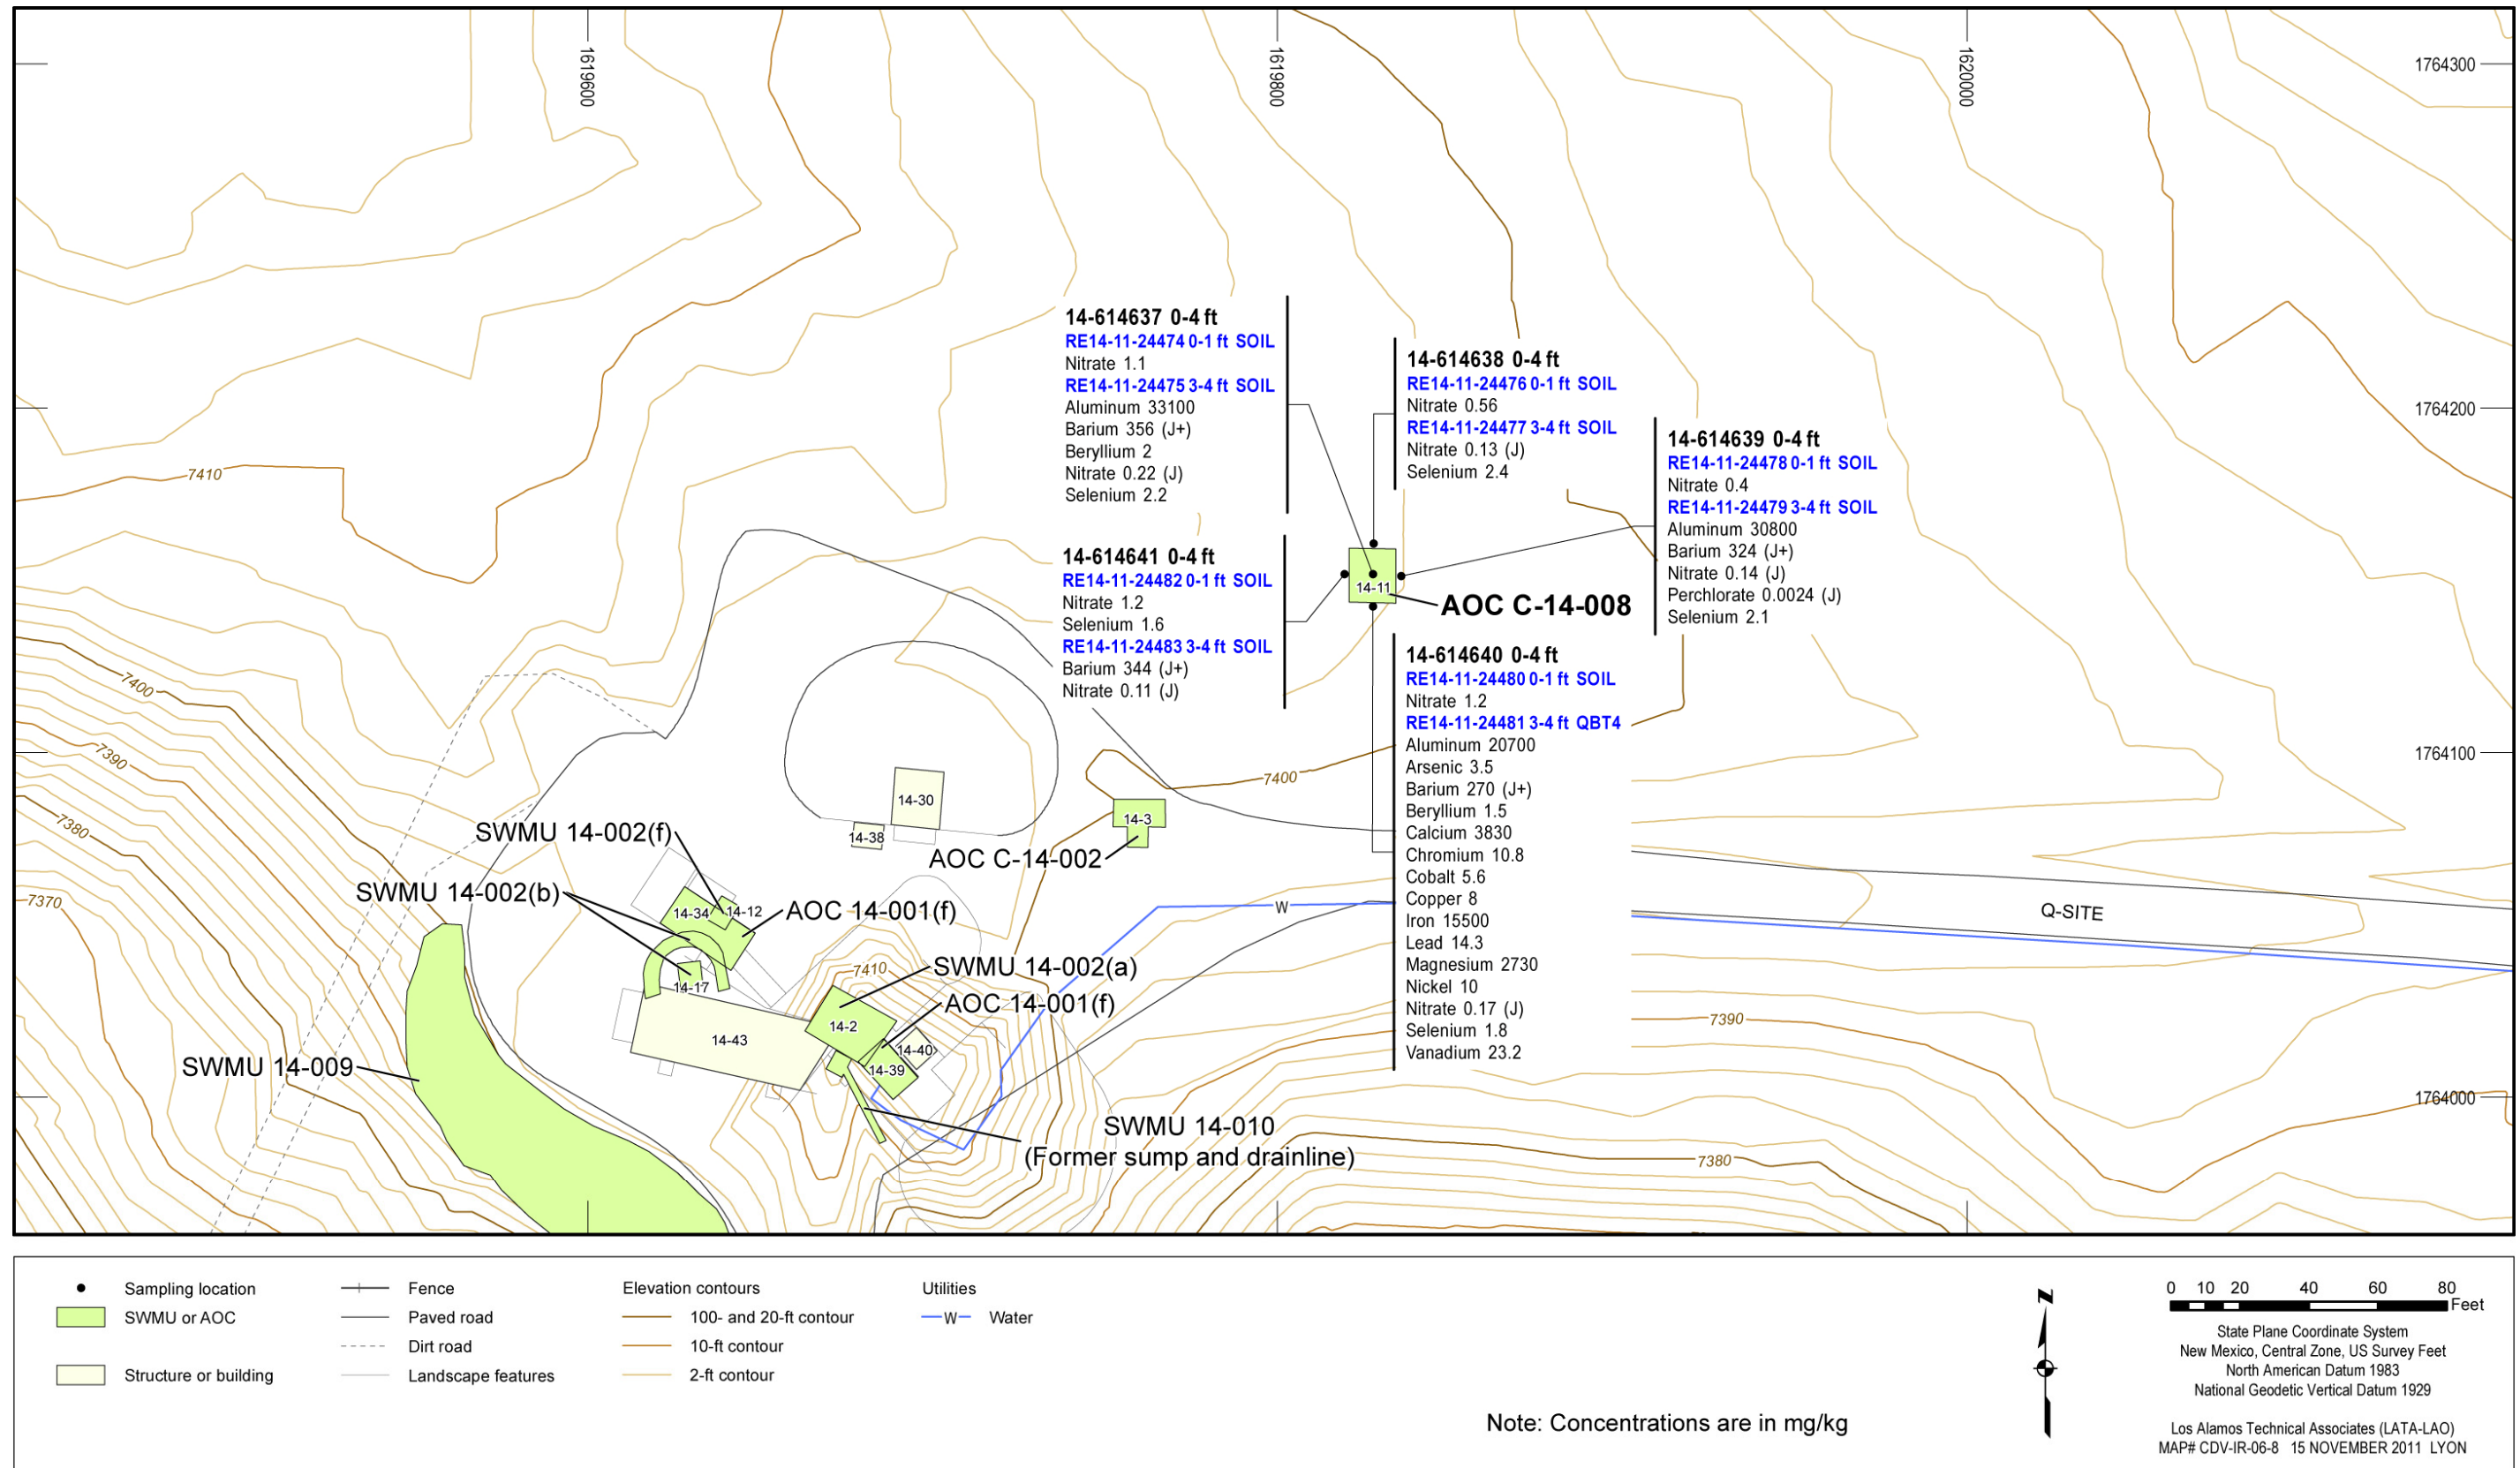 1619600
1619800
1620000
1764300
1764200
1764100
1764000
14-614637 0-4 ft
RE14-11-24474 0-1 ft SOIL
Nitrate 1.1
RE14-11-24475 3-4 ft SOIL
Aluminum 33100
Barium 356 (J+)
Beryllium 2
Nitrate 0.22 (J)
Selenium 2.2
14-614638 0-4 ft
RE14-11-24476 0-1 ft SOIL
Nitrate 0.56
RE14-11-24477 3-4 ft SOIL
Nitrate 0.13 (J)
Selenium 2.4
14-614639 0-4 ft
RE14-11-24478 0-1 ft SOIL
Nitrate 0.4
RE14-11-24479 3-4 ft SOIL
Aluminum 30800
Barium 324 (J+)
Nitrate 0.14 (J)
Perchlorate 0.0024 (J)
Selenium 2.1
14-614641 0-4 ft
RE14-11-24482 0-1 ft SOIL
Nitrate 1.2
Selenium 1.6
RE14-11-24483 3-4 ft SOIL
Barium 344 (J+)
Nitrate 0.11 (J)
14-11
AOC C-14-008
14-614640 0-4 ft
RE14-11-24480 0-1 ft SOIL
Nitrate 1.2
RE14-11-24481 3-4 ft QBT4
Aluminum 20700
Arsenic 3.5
Barium 270 (J+)
Beryllium 1.5
Calcium 3830
Chromium 10.8
Cobalt 5.6
Copper 8
Iron 15500
Lead 14.3
Magnesium 2730
Nickel 10
Nitrate 0.17 (J)
Selenium 1.8
Vanadium 23.2
7410
7400
7390
7380
7370
7400
7410
7390
7380
14-30
14-38
14-3
AOC C-14-002
SWMU 14-002(f)
SWMU 14-002(b)
14-34
14-12
AOC 14-001(f)
14-17
14-43
SWMU 14-002(a)
AOC 14-001(f)
14-2
14-40
14-39
SWMU 14-009
SWMU 14-010
(Former sump and drainline)
W
Q-SITE
Sampling location
SWMU or AOC
Structure or building
Fence
Paved road
Dirt road
Landscape features
Elevation contours
100- and 20-ft contour
10-ft contour
2-ft contour
Utilities
W Water
Note: Concentrations are in mg/kg
N
0 10 20 40 60 80
Feet
State Plane Coordinate System
New Mexico, Central Zone, US Survey Feet
North American Datum 1983
National Geodetic Vertical Datum 1929
Los Alamos Technical Associates (LATA-LAO)
MAP# CDV-IR-06-8 15 NOVEMBER 2011 LYON